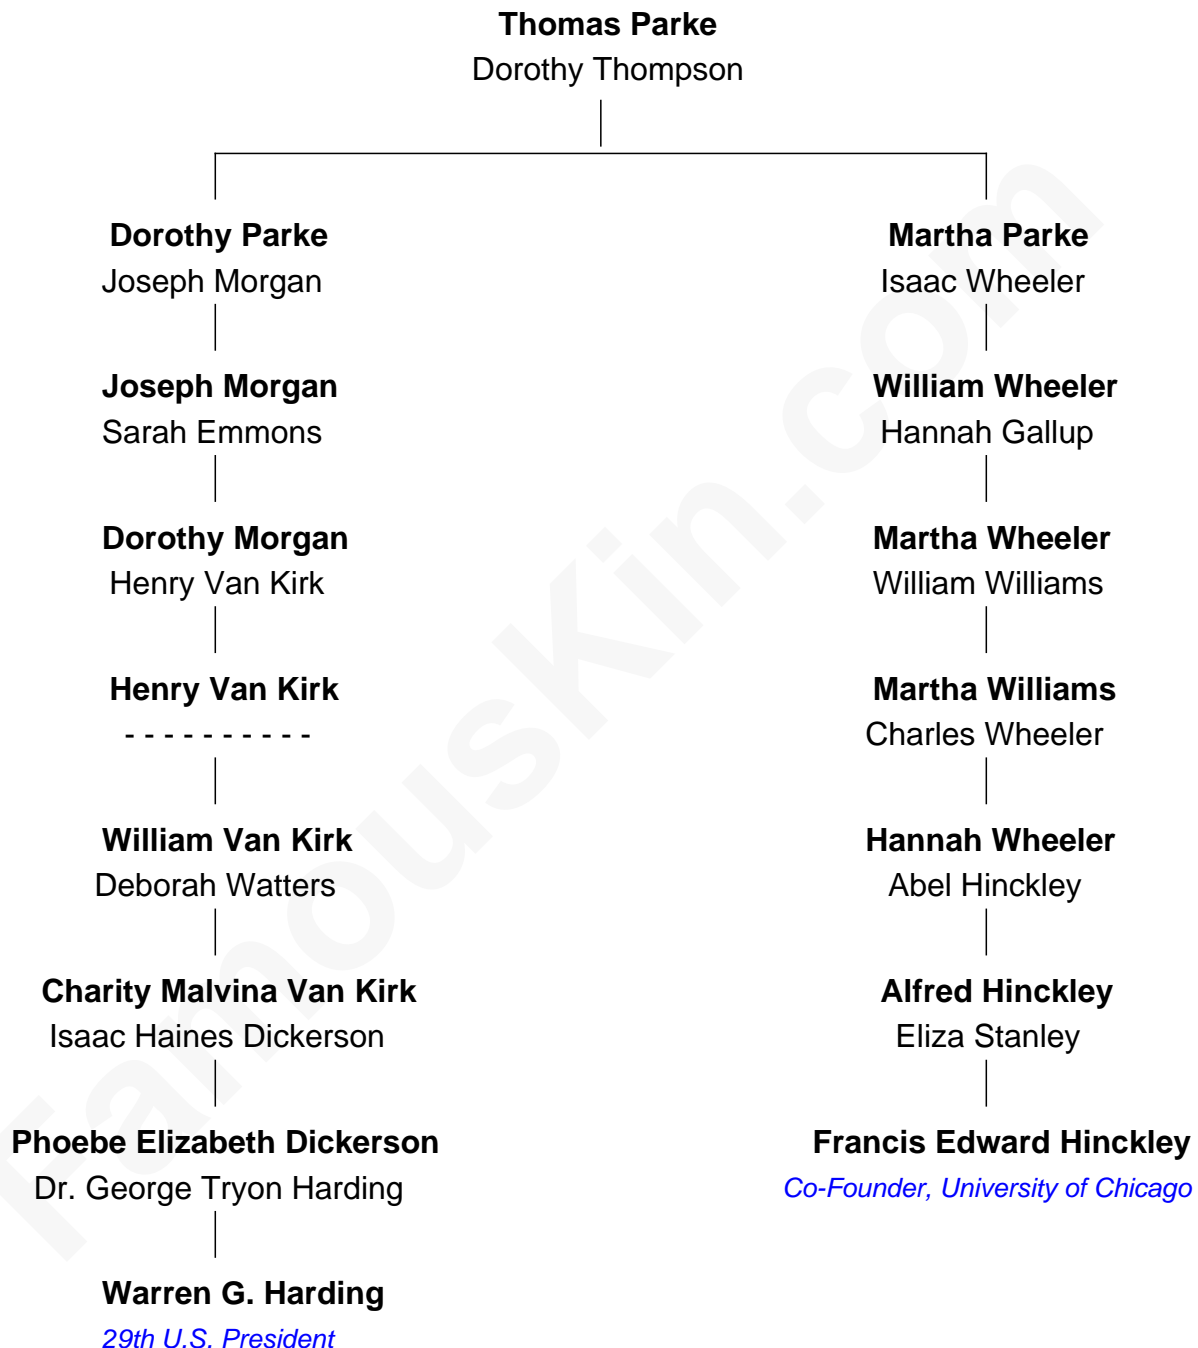 Thomas Parke
Dorothy Thompson
Dorothy Parke
Joseph Morgan
Martha Parke
Isaac Wheeler
Joseph Morgan
Sarah Emmons
William Wheeler
Hannah Gallup
Dorothy Morgan
Henry Van Kirk
Martha Wheeler
William Williams
Henry Van Kirk
- - - - - - - - - -
Martha Williams
Charles Wheeler
William Van Kirk
Deborah Watters
Hannah Wheeler
Abel Hinckley
Charity Malvina Van Kirk
Isaac Haines Dickerson
Alfred Hinckley
Eliza Stanley
Phoebe Elizabeth Dickerson
Dr. George Tryon Harding
Francis Edward Hinckley
Co-Founder, University of Chicago
Warren G. Harding
29th U.S. President
FamousKin.com